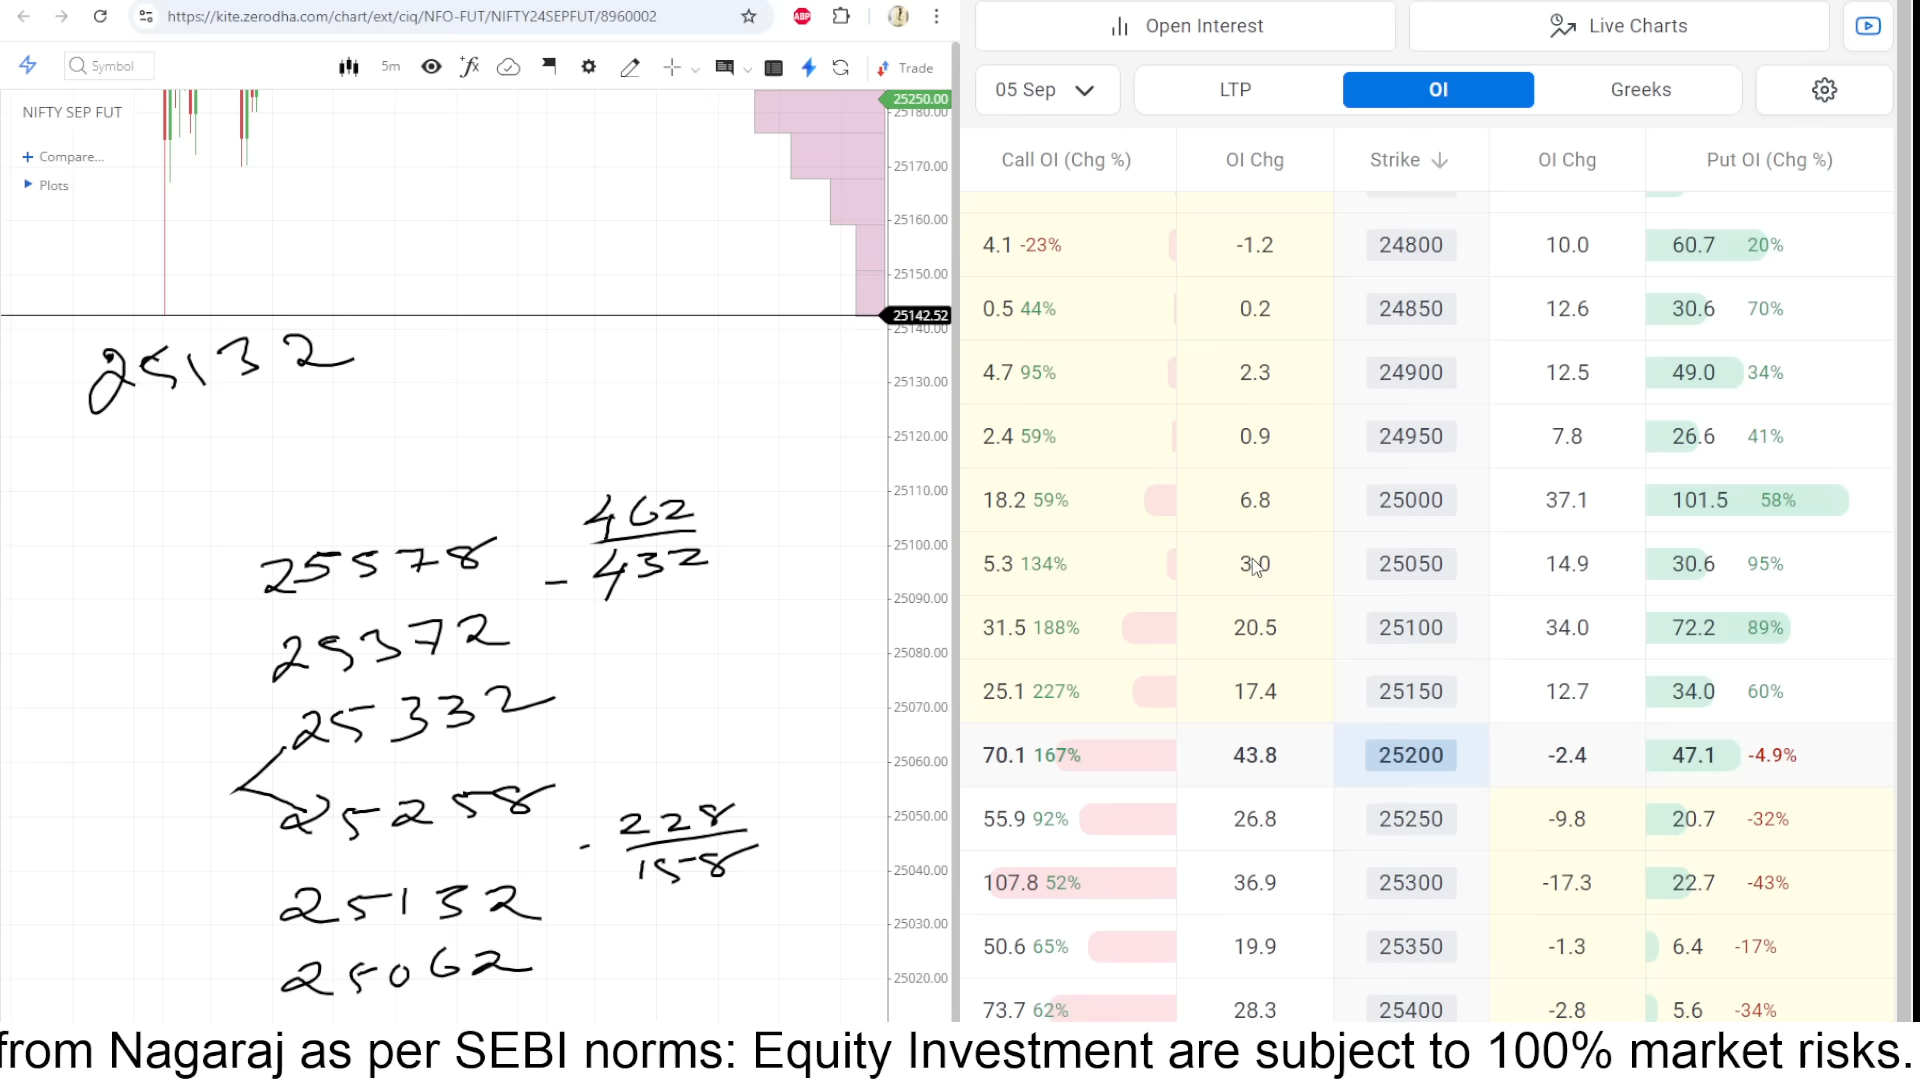 https://kite.zerodha.com/chart/ext/ciq/NFO-FUT/NIFTY24SEPFUT/8960002
ABP
Symbol
5m
Trade
NIFTY SEP FUT
+ Compare...
Plots
25250.00
25180.00
25170.00
25160.00
25150.00
25142.52
25140.00
25130.00
25120.00
25110.00
25100.00
25090.00
25080.00
25070.00
25060.00
25050.00
25040.00
25030.00
25020.00
25132
25578 - 462
432
25372
25332
25258 - 228
158
25132
25062
Open Interest
Live Charts
05 Sep
LTP
OI
Greeks
Call OI (Chg %) OI Chg Strike ↓ OI Chg Put OI (Chg %)
4.1 -23% -1.2 24800 10.0 60.7 20%
0.5 44% 0.2 24850 12.6 30.6 70%
4.7 95% 2.3 24900 12.5 49.0 34%
2.4 59% 0.9 24950 7.8 26.6 41%
18.2 59% 6.8 25000 37.1 101.5 58%
5.3 134% 3.0 25050 14.9 30.6 95%
31.5 188% 20.5 25100 34.0 72.2 89%
25.1 227% 17.4 25150 12.7 34.0 60%
70.1 167% 43.8 25200 -2.4 47.1 -4.9%
55.9 92% 26.8 25250 -9.8 20.7 -32%
107.8 52% 36.9 25300 -17.3 22.7 -43%
50.6 65% 19.9 25350 -1.3 6.4 -17%
73.7 62% 28.3 25400 -2.8 5.6 -34%
from Nagaraj as per SEBI norms: Equity Investment are subject to 100% market risks.